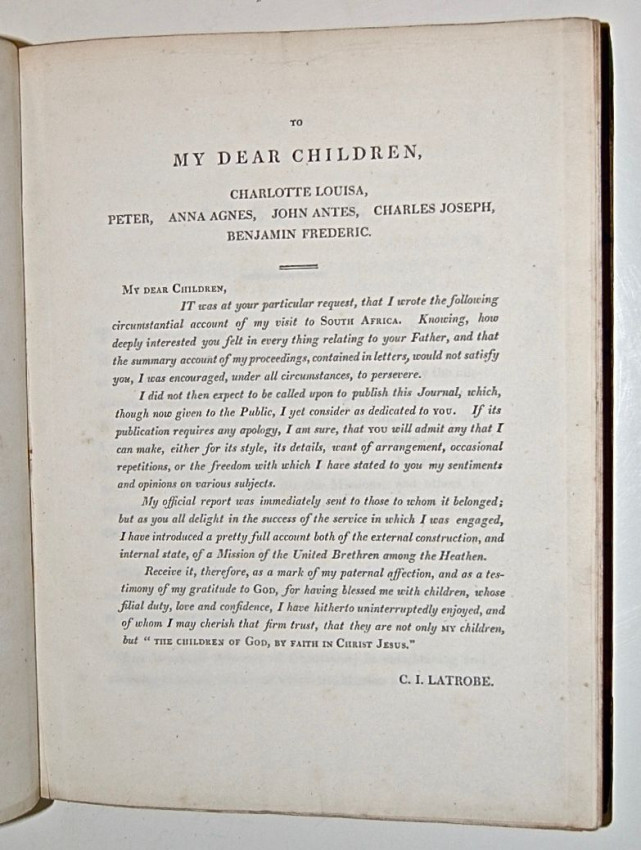 TO
MY DEAR CHILDREN,
CHARLOTTE LOUISA,
PETER, ANNA AGNES, JOHN ANTES, CHARLES JOSEPH,
BENJAMIN FREDERIC.
MY DEAR CHILDREN,
IT was at your particular request, that I wrote the following
circumstantial account of my visit to SOUTH AFRICA. Knowing, how
deeply interested you felt in every thing relating to your Father, and that
the summary account of my proceedings, contained in letters, would not satisfy
you, I was encouraged, under all circumstances, to persevere.
I did not then expect to be called upon to publish this Journal, which,
though now given to the Public, I yet consider as dedicated to YOU. If its
publication requires any apology, I am sure, that YOU will admit any that I
can make, either for its style, its details, want of arrangement, occasional
repetitions, or the freedom with which I have stated to you my sentiments
and opinions on various subjects.
My official report was immediately sent to those to whom it belonged;
but as you all delight in the success of the service in which I was engaged,
I have introduced a pretty full account both of the external construction, and
internal state, of a Mission of the United Brethren among the Heathen.
Receive it, therefore, as a mark of my paternal affection, and as a tes-
timony of my gratitude to GOD, for having blessed me with children, whose
filial duty, love and confidence, I have hitherto uninterruptedly enjoyed, and
of whom I may cherish that firm trust, that they are not only MY children,
but " THE CHILDREN OF GOD, BY FAITH IN CHRIST JESUS."
C. I. LATROBE.